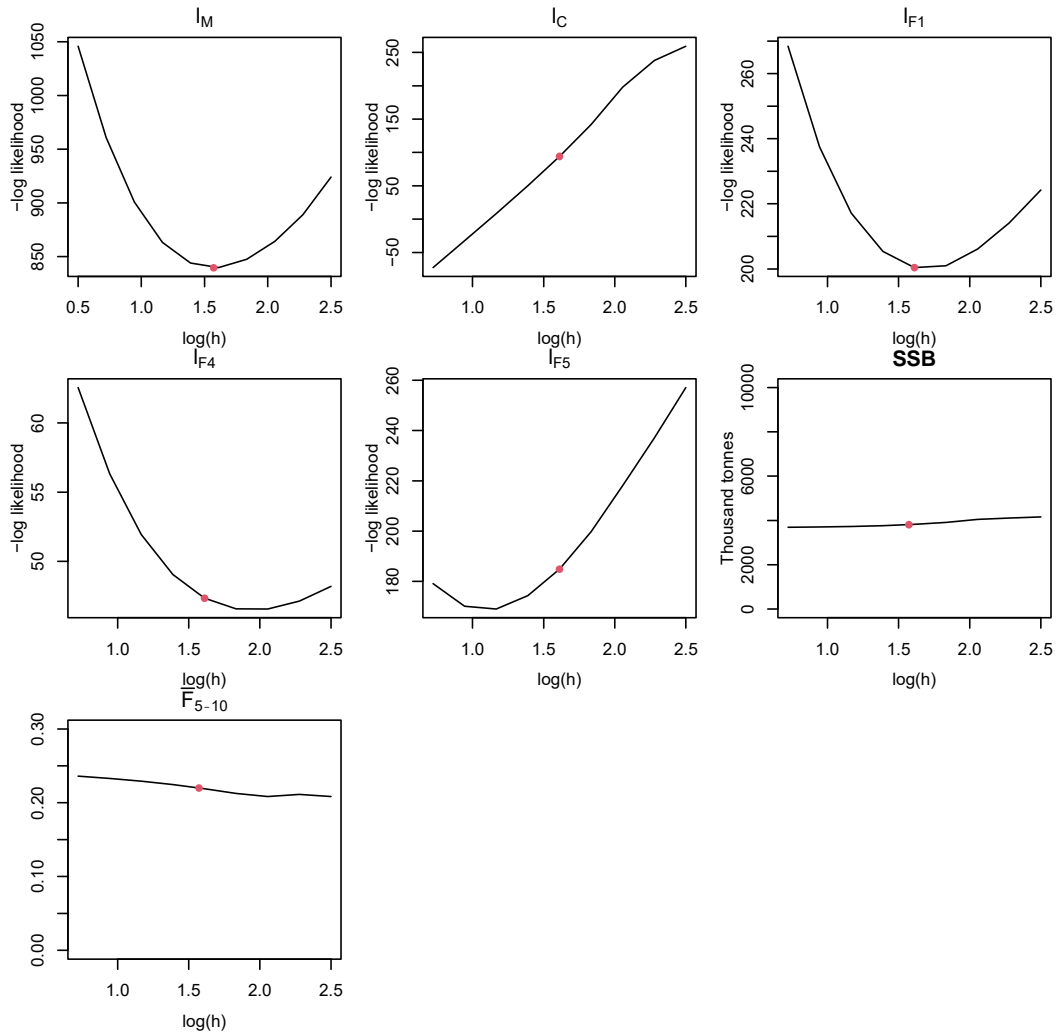 l_M
−log likelihood
1050
1000
950
900
850
0.5 1.0 1.5 2.0 2.5
log(h)
l_C
−log likelihood
250
150
50
−50
1.0 1.5 2.0 2.5
log(h)
l_F1
−log likelihood
260
240
220
200
1.0 1.5 2.0 2.5
log(h)
l_F4
−log likelihood
60
55
50
1.0 1.5 2.0 2.5
log(h)
l_F5
−log likelihood
260
240
220
200
180
1.0 1.5 2.0 2.5
log(h)
SSB
Thousand tonnes
10000
6000
2000
0
1.0 1.5 2.0 2.5
log(h)
F̅_5−10
0.30
0.20
0.10
0.00
1.0 1.5 2.0 2.5
log(h)